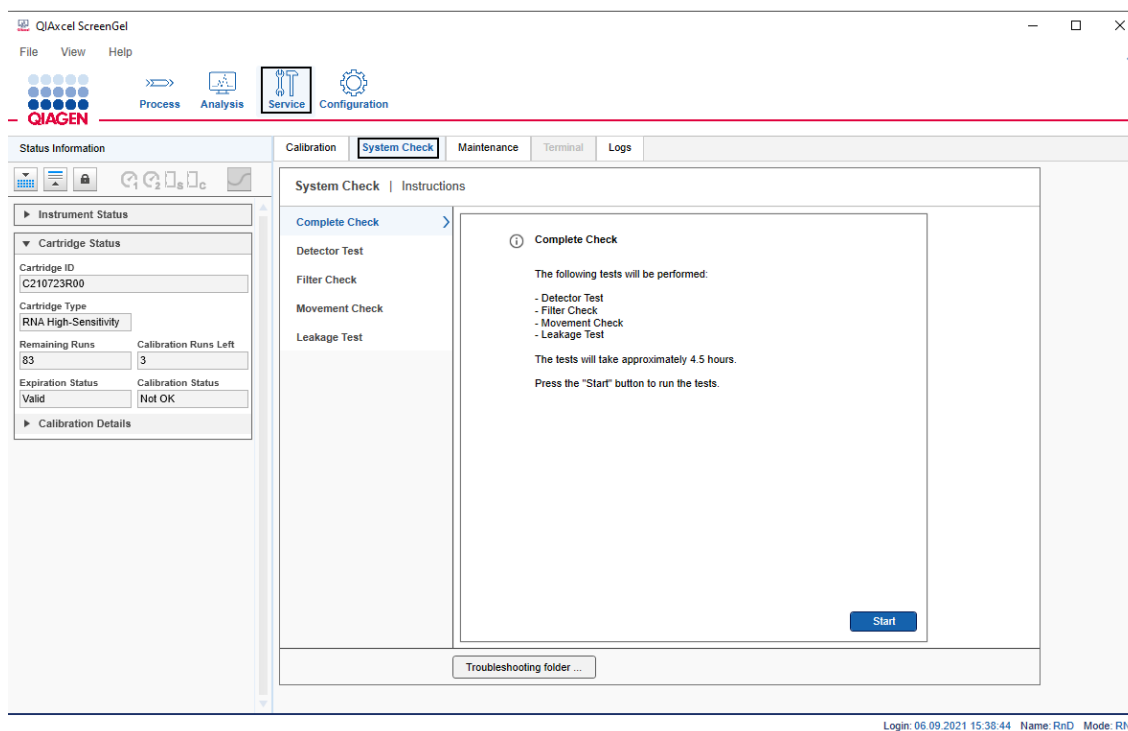 QIAxcel ScreenGel
File View Help
QIAGEN
Process Analysis Service Configuration
Status Information
Calibration System Check Maintenance Terminal Logs
System Check | Instructions
Instrument Status
Cartridge Status
Cartridge ID
C210723R00
Cartridge Type
RNA High-Sensitivity
Remaining Runs Calibration Runs Left
83 3
Expiration Status Calibration Status
Valid Not OK
Calibration Details
Complete Check
Detector Test
Filter Check
Movement Check
Leakage Test
Complete Check
The following tests will be performed:
- Detector Test
- Filter Check
- Movement Check
- Leakage Test
The tests will take approximately 4.5 hours.
Press the "Start" button to run the tests.
Start
Troubleshooting folder ...
Login: 06.09.2021 15:38:44 Name: RnD Mode: RN